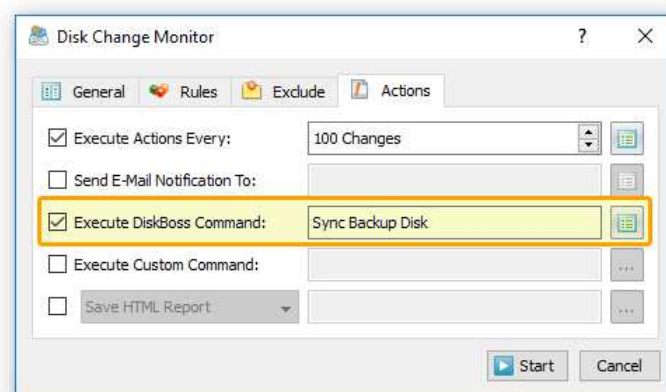 Disk Change Monitor ?
General Rules Exclude Actions
Execute Actions Every: 100 Changes
Send E-Mail Notification To:
Execute DiskBoss Command: Sync Backup Disk
Execute Custom Command: ...
Save HTML Report ...
Start Cancel